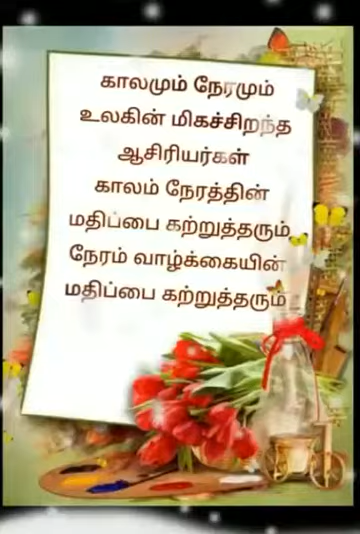 காலமும் நேரமும்
உலகின் மிகச்சிறந்த
ஆசிரியர்கள்
காலம் நேரத்தின்
மதிப்பை கற்றுத்தரும்
நேரம் வாழ்க்கையின்
மதிப்பை கற்றுத்தரும்